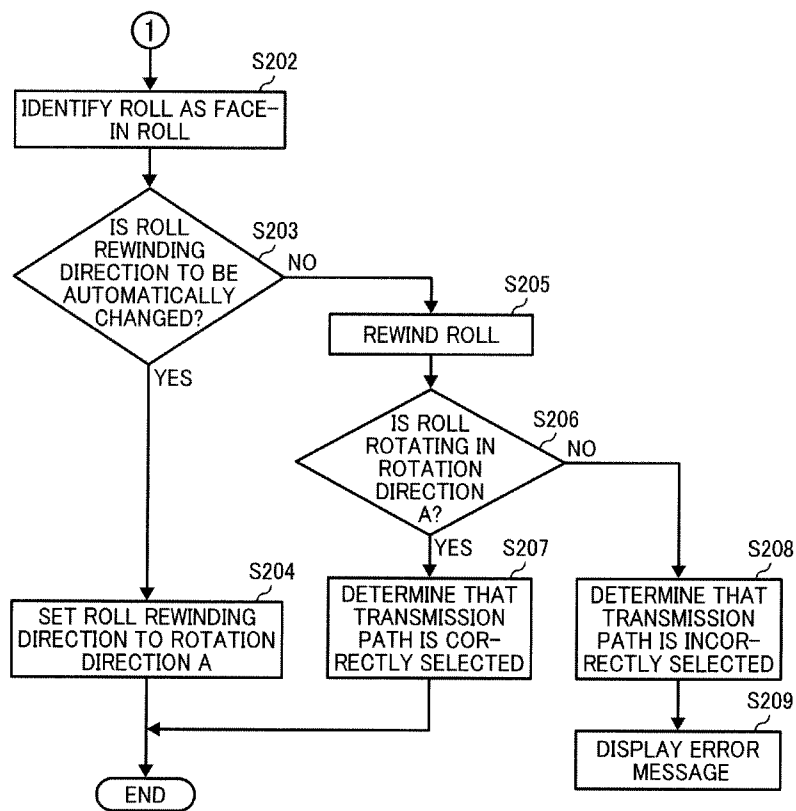 1
S202
IDENTIFY ROLL AS FACE-
IN ROLL
S203
IS ROLL
REWINDING
DIRECTION TO BE
AUTOMATICALLY
CHANGED?
NO
YES
S205
REWIND ROLL
S206
IS ROLL
ROTATING IN
ROTATION
DIRECTION
A?
NO
YES
S204
SET ROLL REWINDING
DIRECTION TO ROTATION
DIRECTION A
S207
DETERMINE THAT
TRANSMISSION
PATH IS COR-
RECTLY SELECTED
S208
DETERMINE THAT
TRANSMISSION
PATH IS INCOR-
RECTLY SELECTED
S209
DISPLAY ERROR
MESSAGE
END